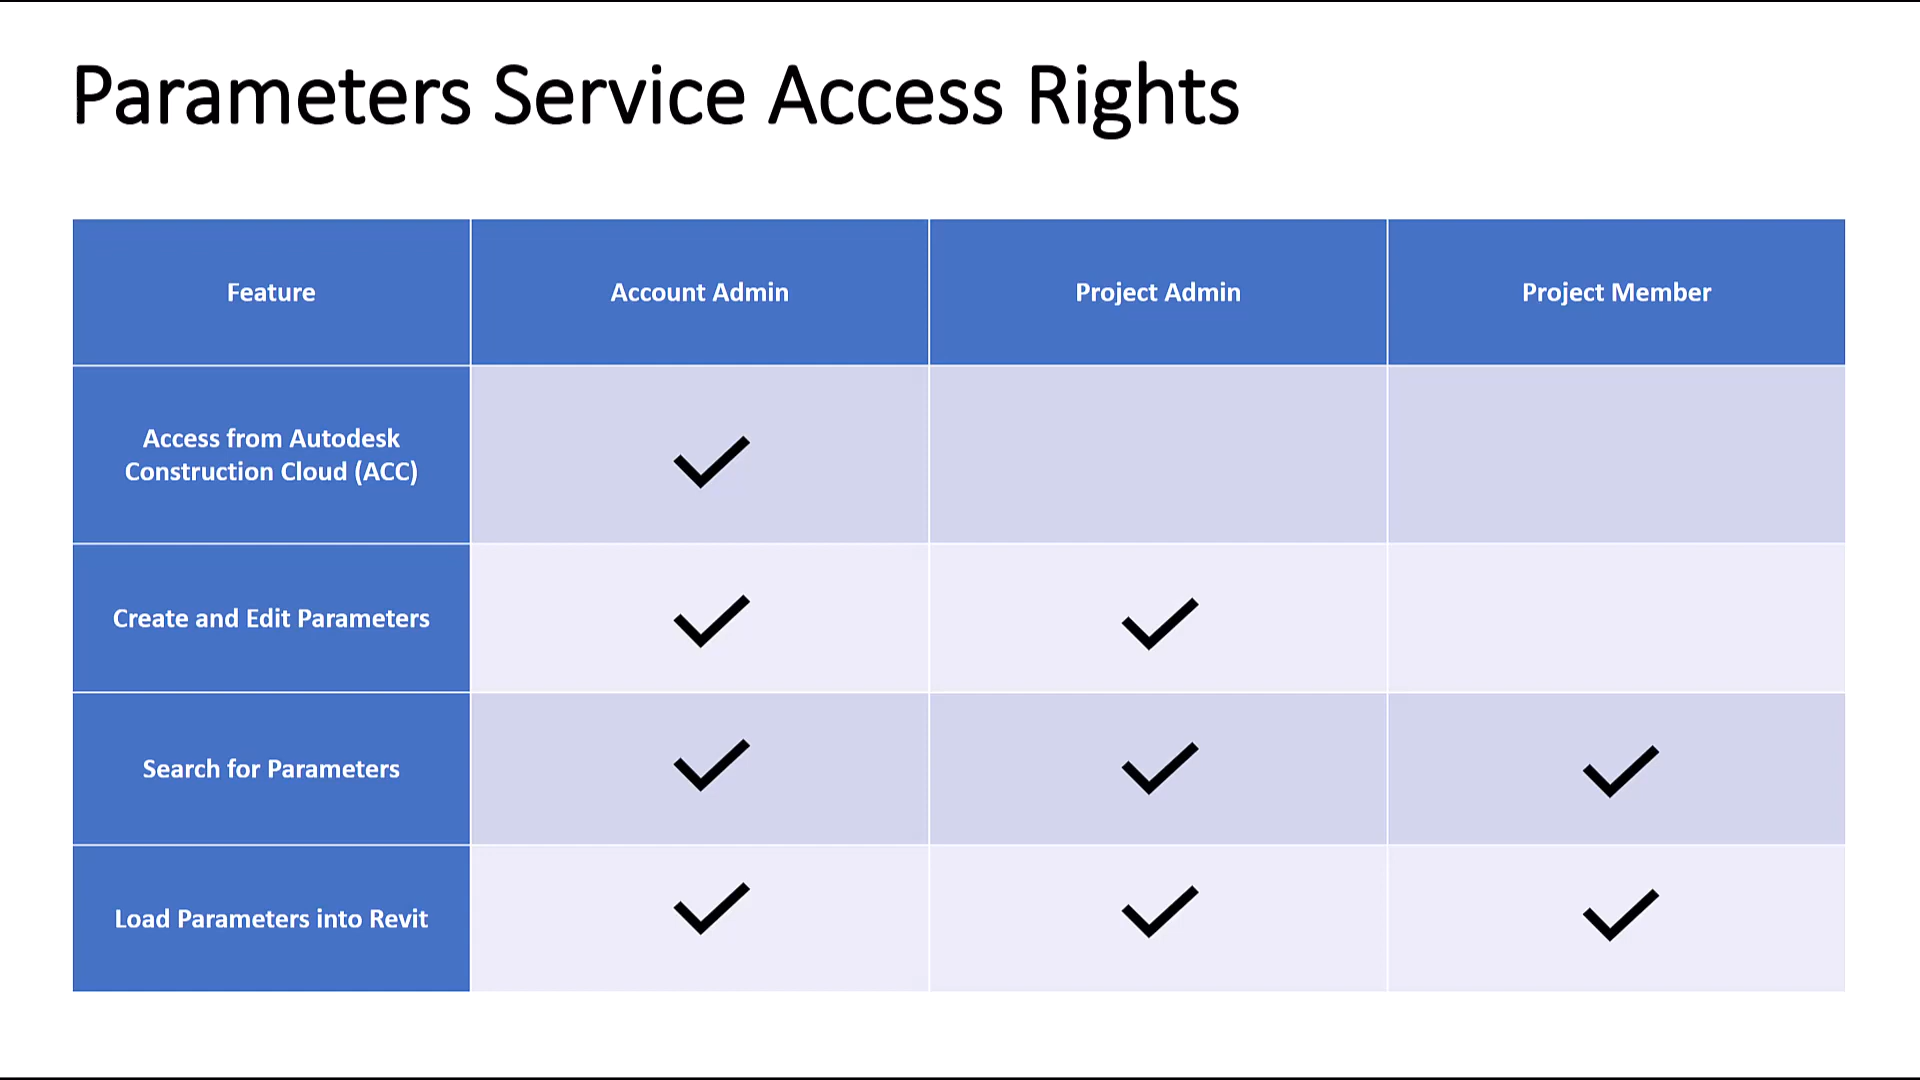 Parameters Service Access Rights
Feature
Account Admin
Project Admin
Project Member
Access from Autodesk
Construction Cloud (ACC)
Create and Edit Parameters
Search for Parameters
Load Parameters into Revit